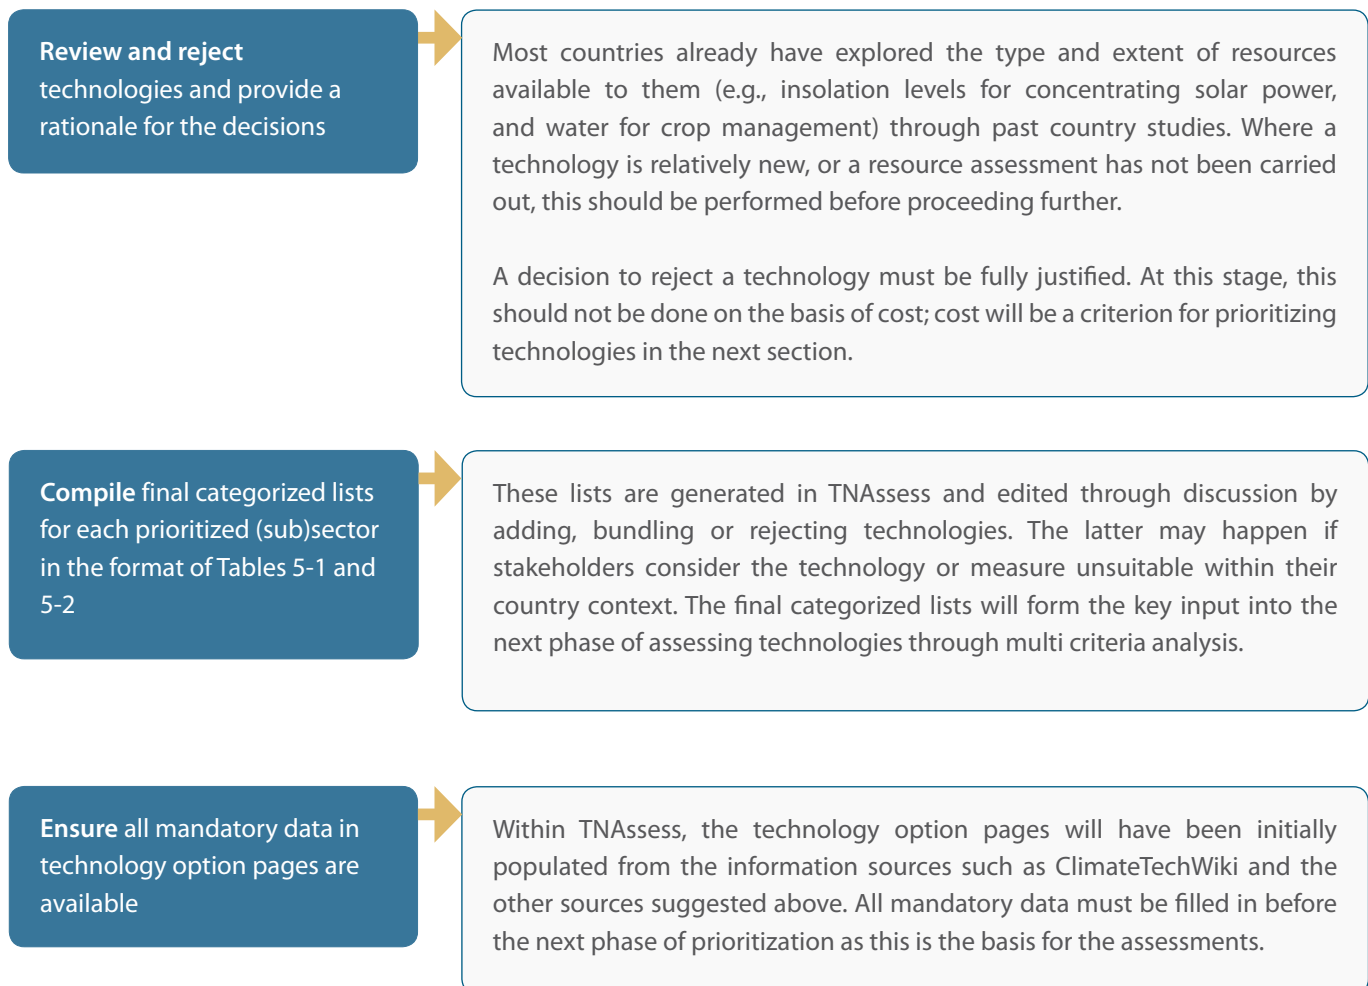 Review and reject
technologies and provide a
rationale for the decisions
Most countries already have explored the type and extent of resources
available to them (e.g., insolation levels for concentrating solar power,
and water for crop management) through past country studies. Where a
technology is relatively new, or a resource assessment has not been carried
out, this should be performed before proceeding further.
A decision to reject a technology must be fully justified. At this stage, this
should not be done on the basis of cost; cost will be a criterion for prioritizing
technologies in the next section.
Compile final categorized lists
for each prioritized (sub)sector
in the format of Tables 5-1 and
5-2
These lists are generated in TNAssess and edited through discussion by
adding, bundling or rejecting technologies. The latter may happen if
stakeholders consider the technology or measure unsuitable within their
country context. The final categorized lists will form the key input into the
next phase of assessing technologies through multi criteria analysis.
Ensure all mandatory data in
technology option pages are
available
Within TNAssess, the technology option pages will have been initially
populated from the information sources such as ClimateTechWiki and the
other sources suggested above. All mandatory data must be filled in before
the next phase of prioritization as this is the basis for the assessments.